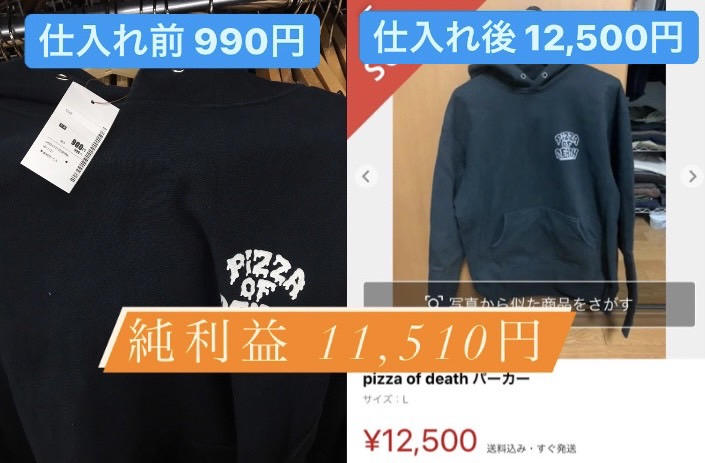 仕入れ前 990円
仕入れ後 12,500円
PIZZA
OF
PIZZA
OF
DEATH
写真から似た商品をさがす
純利益 11,510円
pizza of death パーカー
サイズ：L
¥12,500 送料込み・すぐ発送